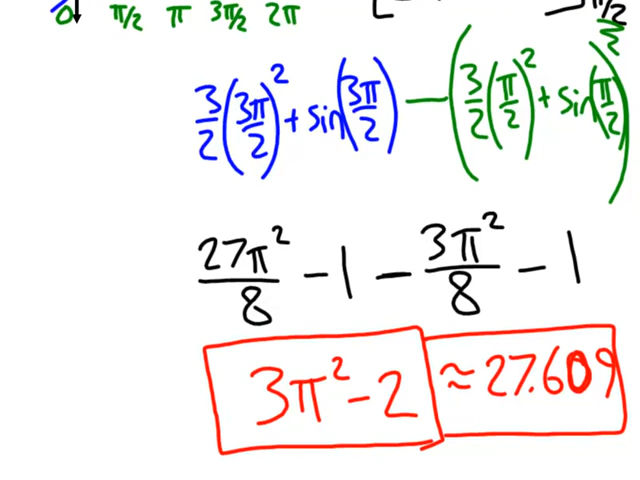 0 π/2 π 3π/2 2π
π/2
3/2 (3π/2)² + sin(3π/2) — (3/2 (π/2)² + sin(π/2))
27π²/8 - 1 - 3π²/8 - 1
3π² - 2 ≈ 27.609